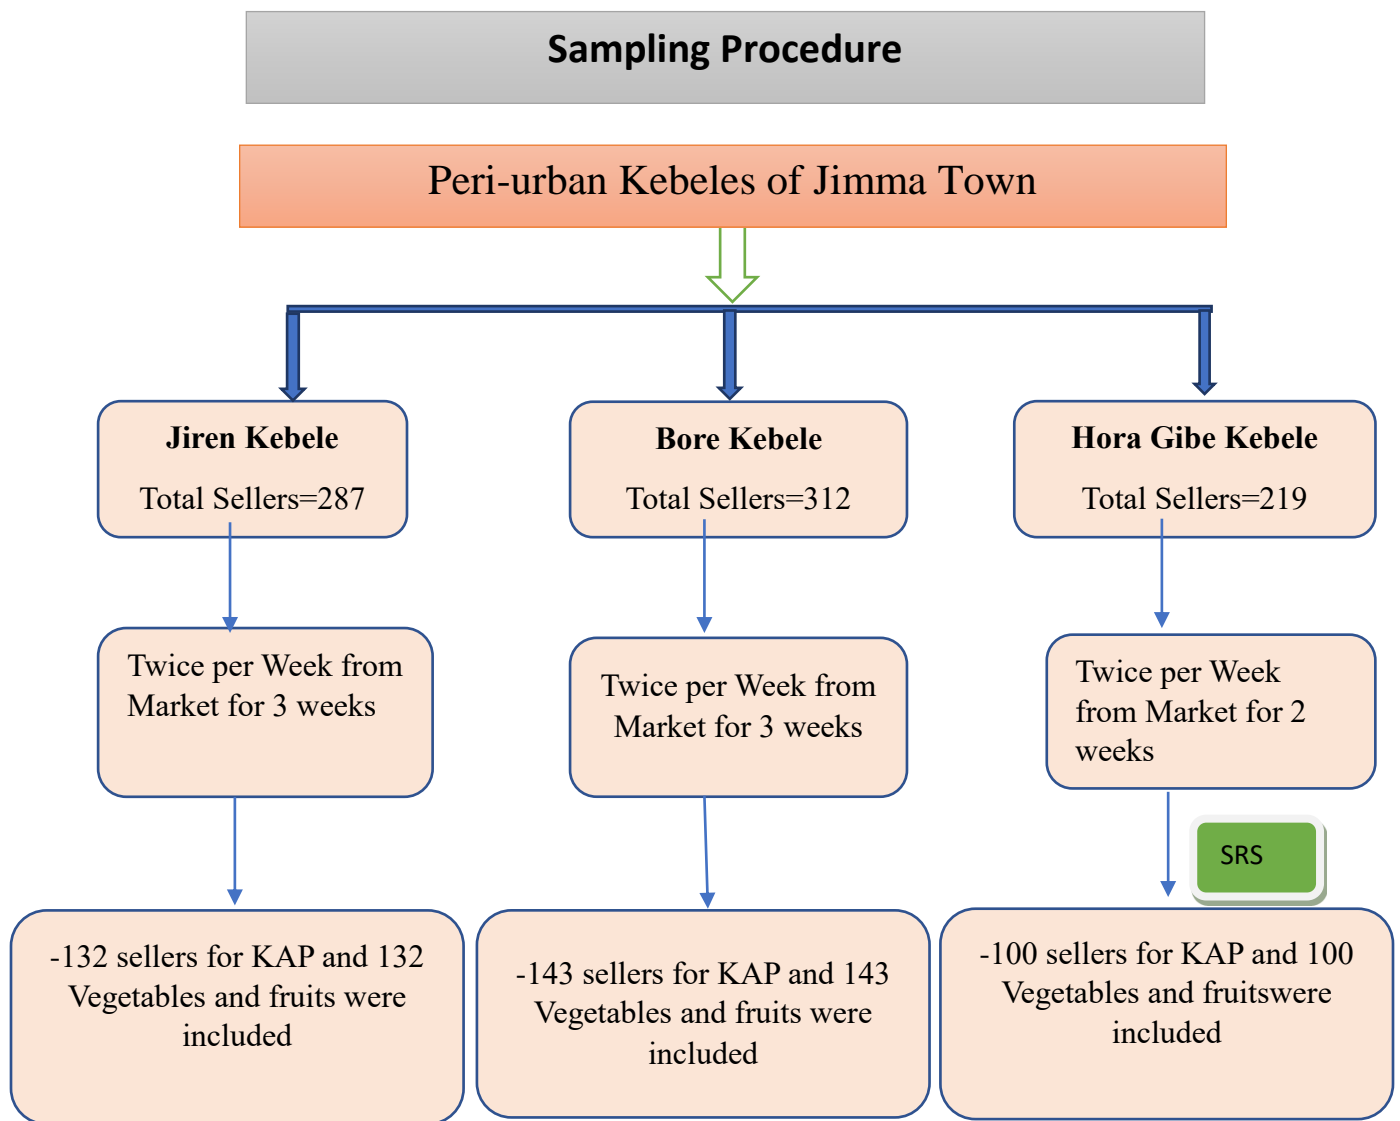 Sampling Procedure
Peri-urban Kebeles of Jimma Town
Jiren Kebele
Total Sellers=287
Bore Kebele
Total Sellers=312
Hora Gibe Kebele
Total Sellers=219
Twice per Week from
Market for 3 weeks
Twice per Week from
Market for 3 weeks
Twice per Week
from Market for 2
weeks
SRS
-132 sellers for KAP and 132
Vegetables and fruits were
included
-143 sellers for KAP and 143
Vegetables and fruits were
included
-100 sellers for KAP and 100
Vegetables and fruitswere
included